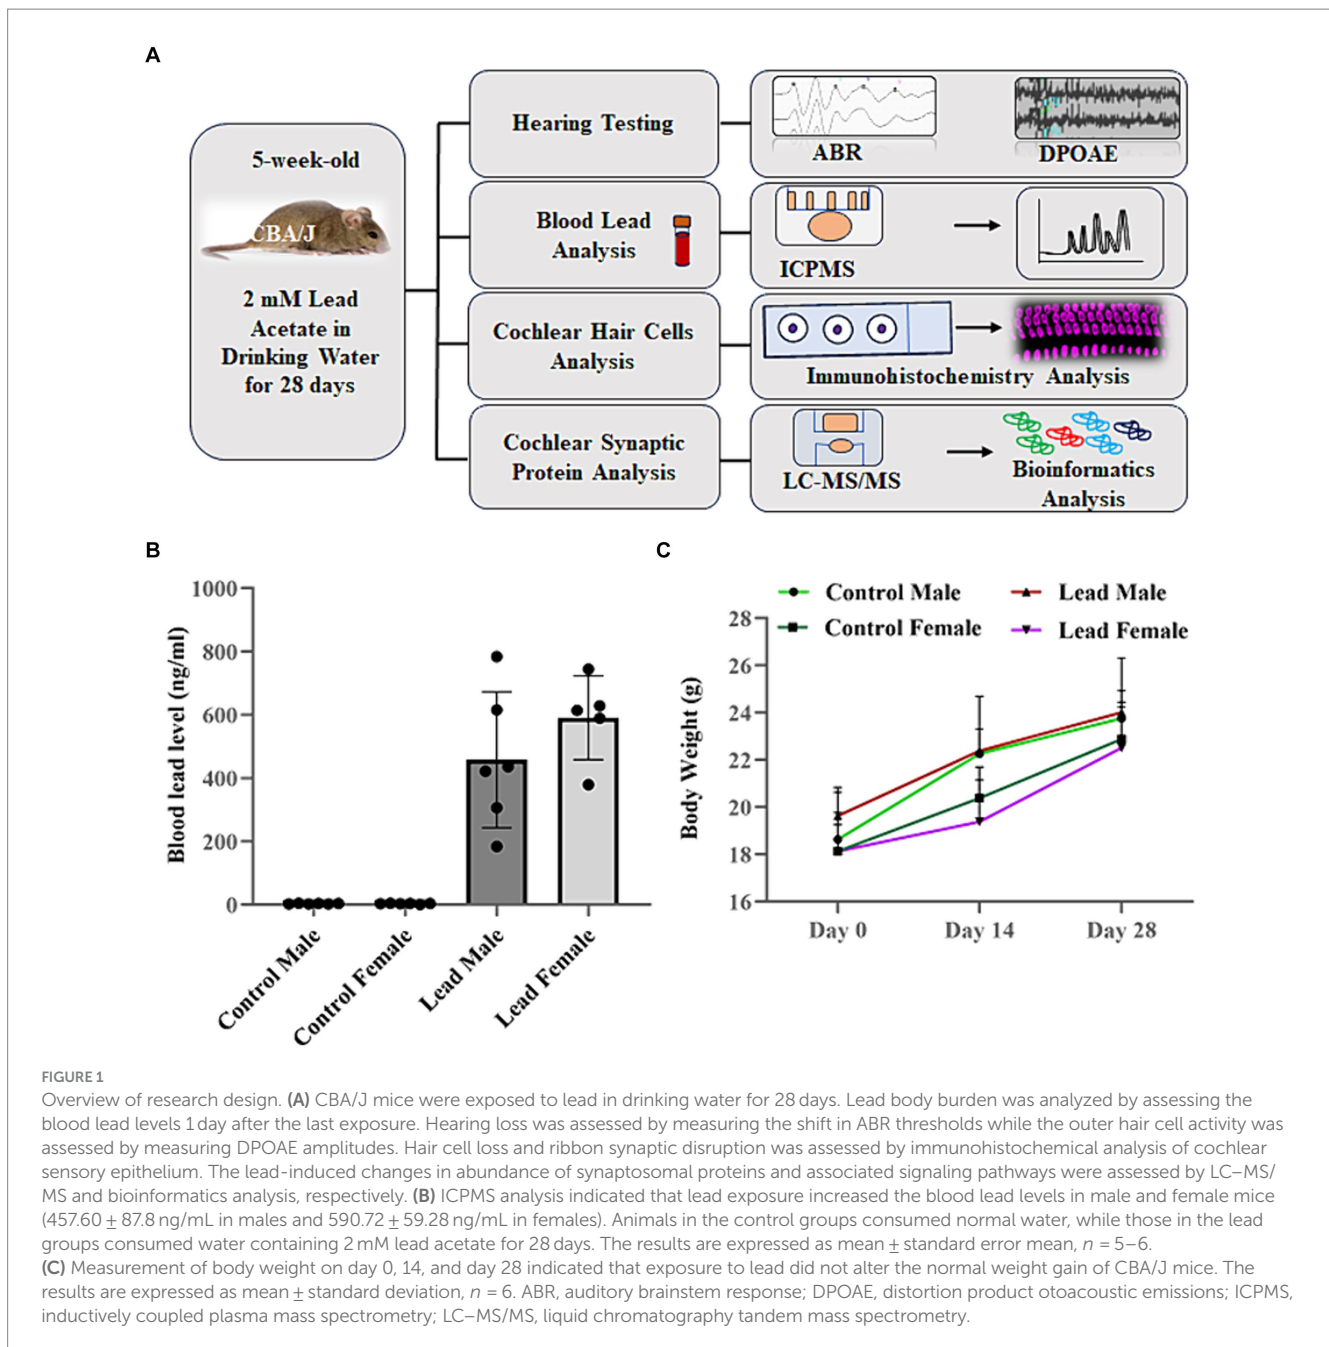 A
5-week-old
CBA/J
2 mM Lead
Acetate in
Drinking Water
for 28 days
Hearing Testing
ABR
DPOAE
Blood Lead
Analysis
ICPMS
Cochlear Hair Cells
Analysis
Immunohistochemistry Analysis
Cochlear Synaptic
Protein Analysis
LC-MS/MS
Bioinformatics
Analysis
B
Blood lead level (ng/ml)
1000
800
600
400
200
0
Control Male
Control Female
Lead Male
Lead Female
C
Control Male
Lead Male
Control Female
Lead Female
Body Weight (g)
28
26
24
22
20
18
16
Day 0
Day 14
Day 28
FIGURE 1
Overview of research design. (A) CBA/J mice were exposed to lead in drinking water for 28 days. Lead body burden was analyzed by assessing the
blood lead levels 1 day after the last exposure. Hearing loss was assessed by measuring the shift in ABR thresholds while the outer hair cell activity was
assessed by measuring DPOAE amplitudes. Hair cell loss and ribbon synaptic disruption was assessed by immunohistochemical analysis of cochlear
sensory epithelium. The lead-induced changes in abundance of synaptosomal proteins and associated signaling pathways were assessed by LC–MS/
MS and bioinformatics analysis, respectively. (B) ICPMS analysis indicated that lead exposure increased the blood lead levels in male and female mice
(457.60 ± 87.8 ng/mL in males and 590.72 ± 59.28 ng/mL in females). Animals in the control groups consumed normal water, while those in the lead
groups consumed water containing 2 mM lead acetate for 28 days. The results are expressed as mean ± standard error mean, n = 5–6.
(C) Measurement of body weight on day 0, 14, and day 28 indicated that exposure to lead did not alter the normal weight gain of CBA/J mice. The
results are expressed as mean ± standard deviation, n = 6. ABR, auditory brainstem response; DPOAE, distortion product otoacoustic emissions; ICPMS,
inductively coupled plasma mass spectrometry; LC–MS/MS, liquid chromatography tandem mass spectrometry.